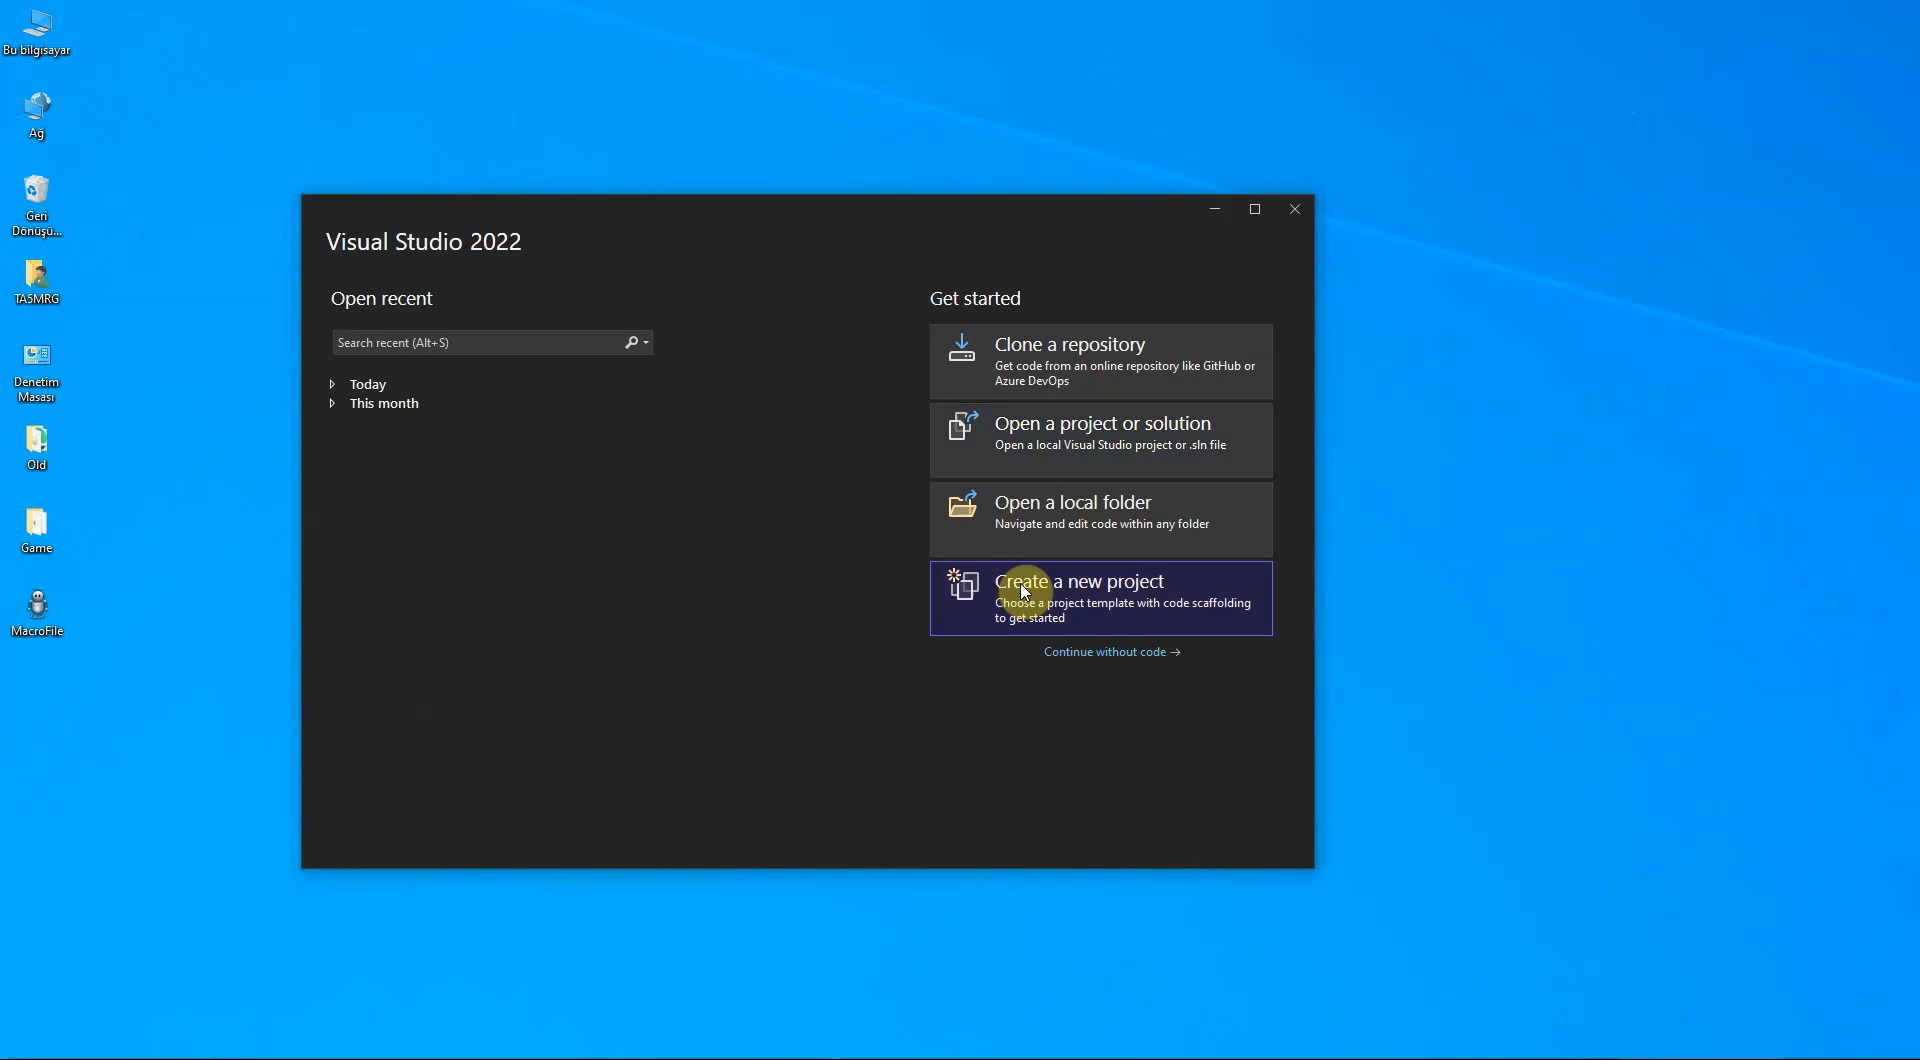 Bu bilgisayar
Ağ
Geri
Dönüşü...
TA5MRG
Denetim
Masası
Old
Game
MacroFile
Visual Studio 2022
Open recent
Search recent (Alt+S)
Today
This month
Get started
Clone a repository
Get code from an online repository like GitHub or
Azure DevOps
Open a project or solution
Open a local Visual Studio project or .sln file
Open a local folder
Navigate and edit code within any folder
Create a new project
Choose a project template with code scaffolding
to get started
Continue without code →